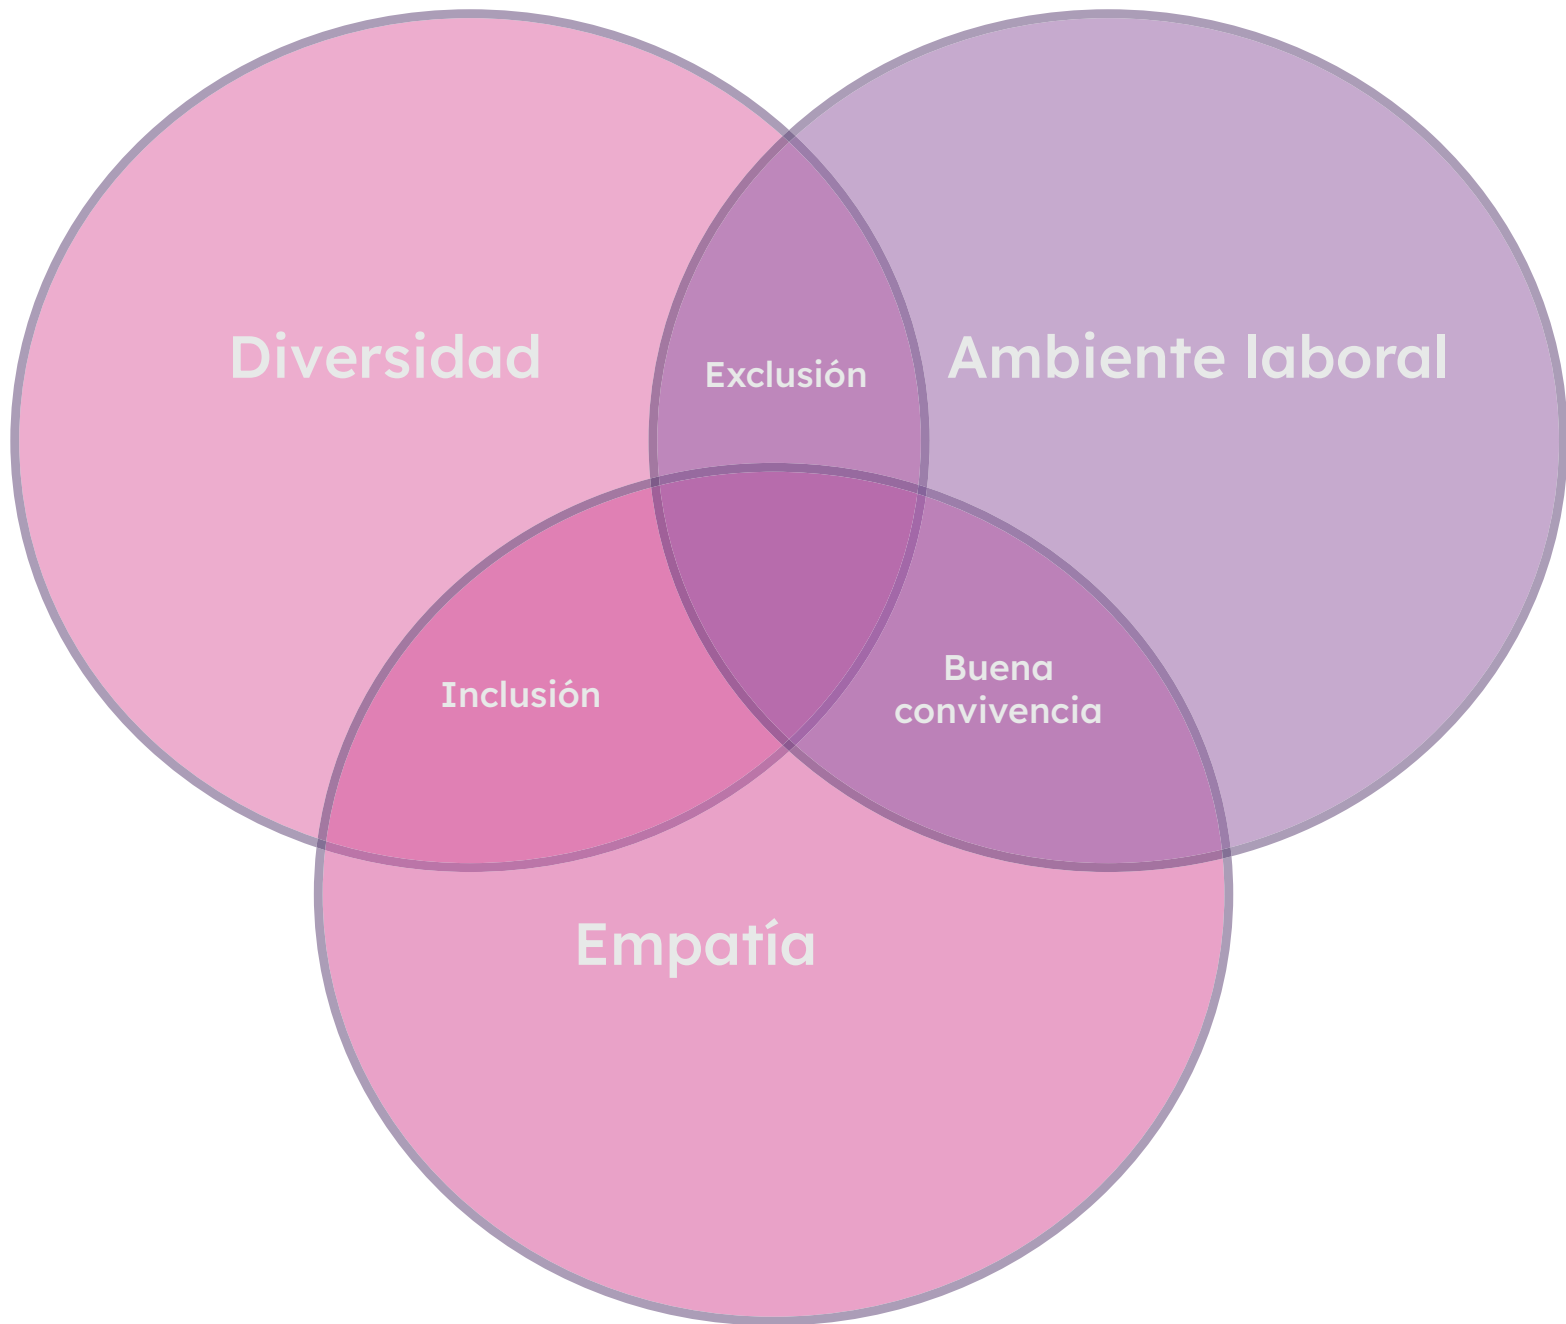 Diversidad
Exclusión
Ambiente laboral
Inclusión
Buena
convivencia
Empatía